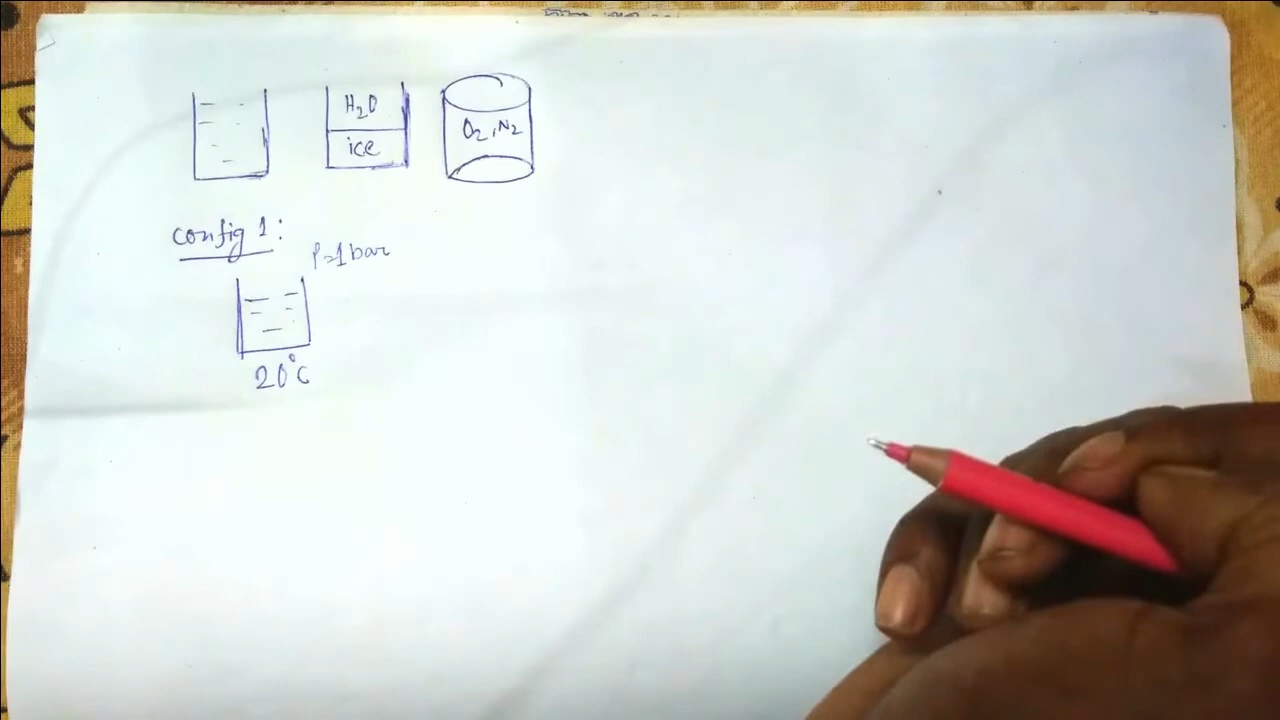 H₂O
ice
O₂, N₂
config 1:
P=1 bar
20°C